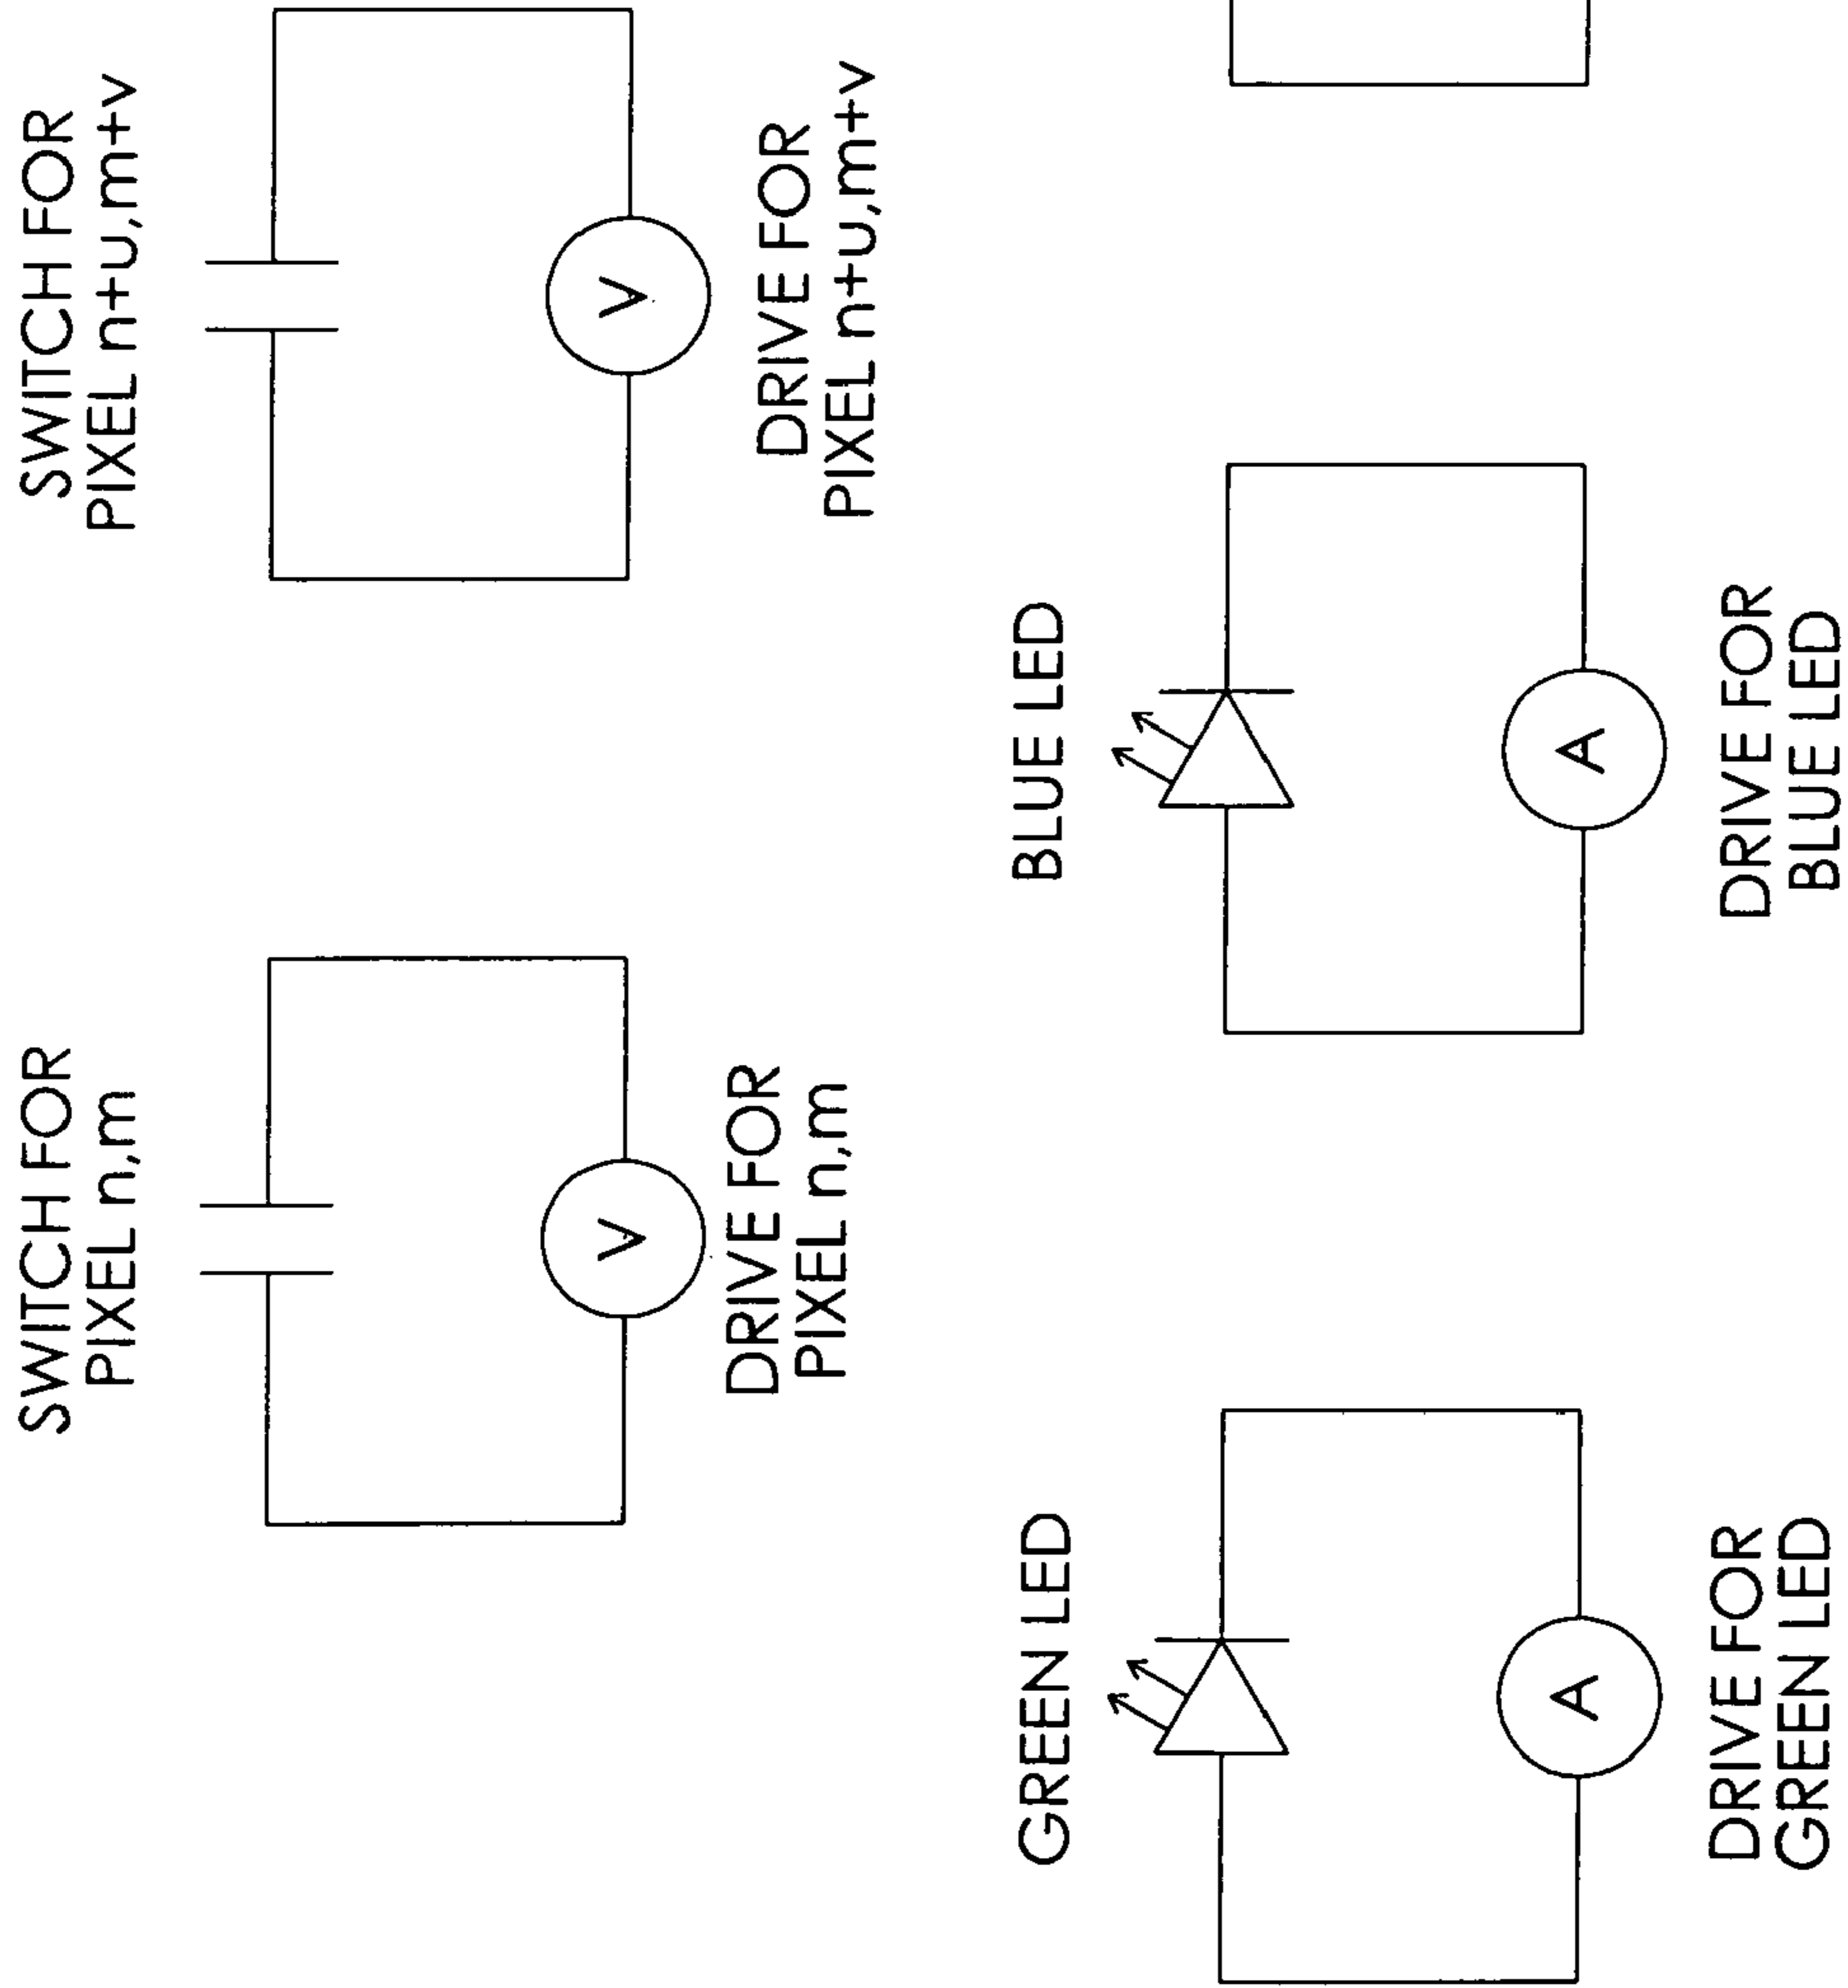 SWITCH FOR
PIXEL n,m
V
DRIVE FOR
PIXEL n,m
SWITCH FOR
PIXEL n+u,m+v
V
DRIVE FOR
PIXEL n+u,m+v
GREEN LED
A
DRIVE FOR
GREEN LED
BLUE LED
A
DRIVE FOR
BLUE LED